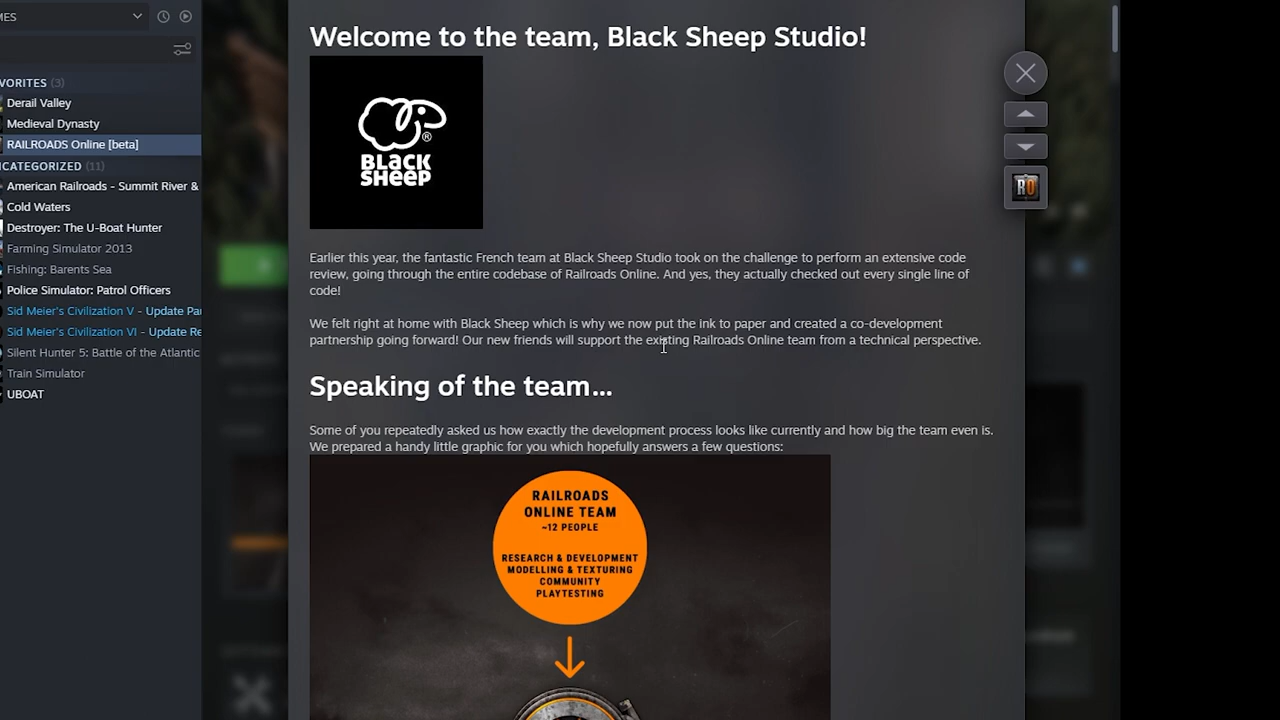 MES
VORITES (3)
Derail Valley
Medieval Dynasty
RAILROADS Online [beta]
CATEGORIZED (11)
American Railroads - Summit River &
Cold Waters
Destroyer: The U-Boat Hunter
Farming Simulator 2013
Fishing: Barents Sea
Police Simulator: Patrol Officers
Sid Meier's Civilization V - Update Pau
Sid Meier's Civilization VI - Update Re
Silent Hunter 5: Battle of the Atlantic
Train Simulator
UBOAT
Welcome to the team, Black Sheep Studio!
BLACK
SHEEP
®
Earlier this year, the fantastic French team at Black Sheep Studio took on the challenge to perform an extensive code
review, going through the entire codebase of Railroads Online. And yes, they actually checked out every single line of
code!
We felt right at home with Black Sheep which is why we now put the ink to paper and created a co-development
partnership going forward! Our new friends will support the existing Railroads Online team from a technical perspective.
Speaking of the team...
Some of you repeatedly asked us how exactly the development process looks like currently and how big the team even is.
We prepared a handy little graphic for you which hopefully answers a few questions:
RAILROADS
ONLINE TEAM
~12 PEOPLE
RESEARCH & DEVELOPMENT
MODELLING & TEXTURING
COMMUNITY
PLAYTESTING
RO